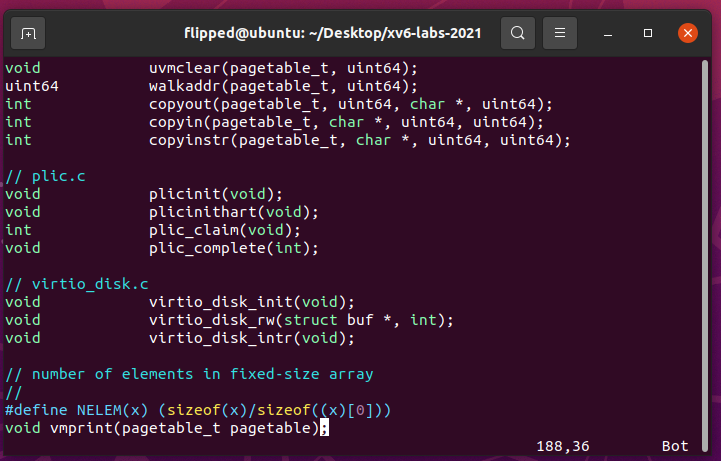 flipped@ubuntu: ~/Desktop/xv6-labs-2021
void            uvmclear(pagetable_t, uint64);
uint64          walkaddr(pagetable_t, uint64);
int             copyout(pagetable_t, uint64, char *, uint64);
int             copyin(pagetable_t, char *, uint64, uint64);
int             copyinstr(pagetable_t, char *, uint64, uint64);
// plic.c
void            plicinit(void);
void            plicinithart(void);
int             plic_claim(void);
void            plic_complete(int);
// virtio_disk.c
void            virtio_disk_init(void);
void            virtio_disk_rw(struct buf *, int);
void            virtio_disk_intr(void);
// number of elements in fixed-size array
//
#define NELEM(x) (sizeof(x)/sizeof((x)[0]))
void vmprint(pagetable_t pagetable);
188,36        Bot